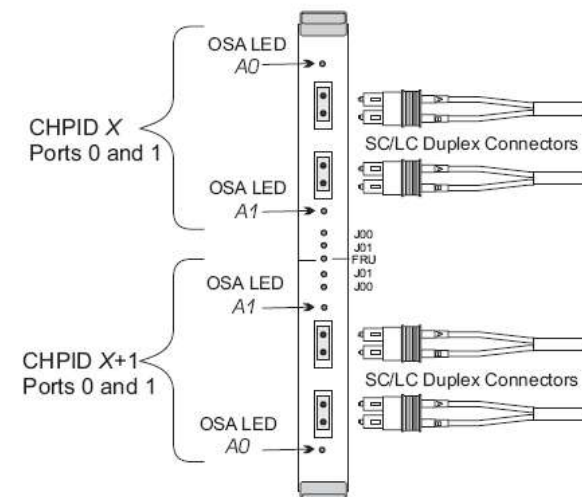 OSA LED
A0
CHPID X
Ports 0 and 1
SC/LC Duplex Connectors
OSA LED
A1
J00
J01
FRU
J01
J00
OSA LED
A1
CHPID X+1
Ports 0 and 1
SC/LC Duplex Connectors
OSA LED
A0